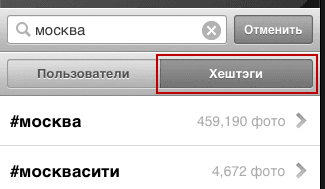 москва Отменить
Пользователи Хештэги
#москва 459,190 фото
#москвасити 4,672 фото